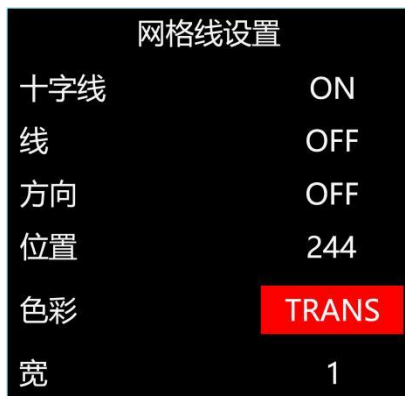 网格线设置
十字线 ON
线 OFF
方向 OFF
位置 244
色彩 TRANS
宽 1